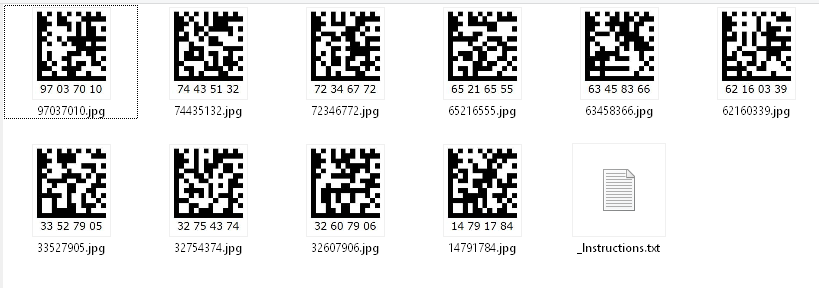 97 03 70 10
74 43 51 32
72 34 67 72
65 21 65 55
63 45 83 66
62 16 03 39
97037010.jpg
74435132.jpg
72346772.jpg
65216555.jpg
63458366.jpg
62160339.jpg
33 52 79 05
32 75 43 74
32 60 79 06
14 79 17 84
33527905.jpg
32754374.jpg
32607906.jpg
14791784.jpg
_Instructions.txt